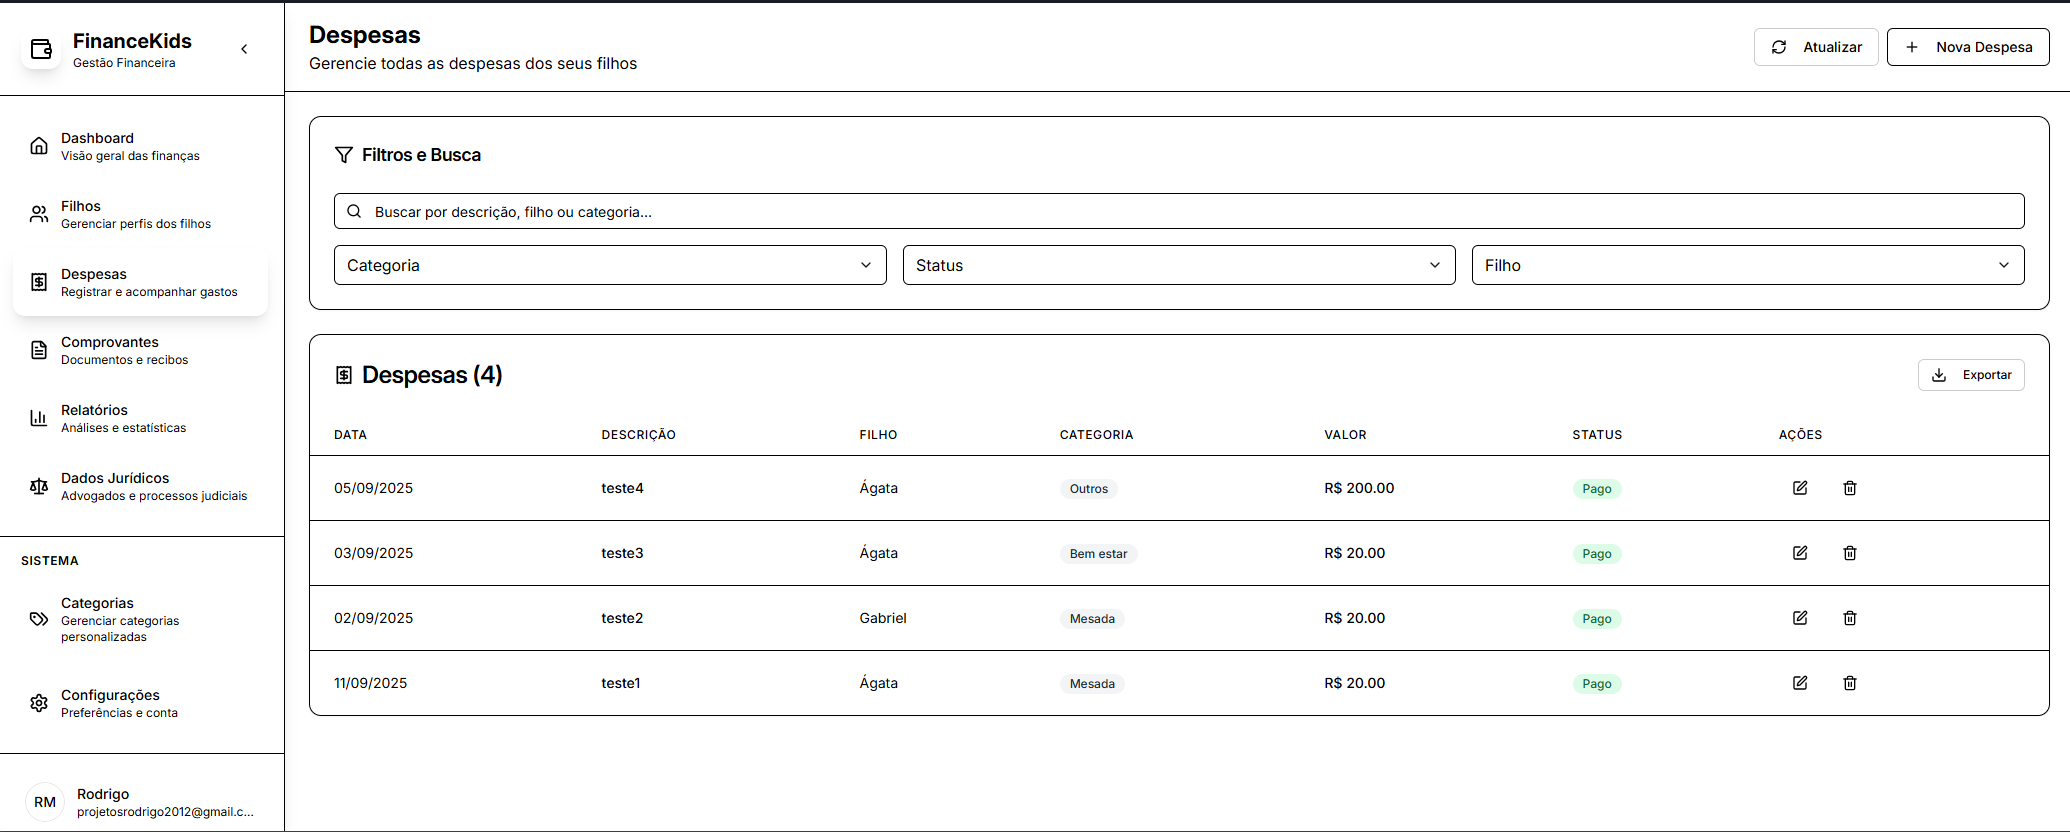 FinanceKids
Gestão Financeira
Dashboard
Visão geral das finanças
Filhos
Gerenciar perfis dos filhos
Despesas
Registrar e acompanhar gastos
Comprovantes
Documentos e recibos
Relatórios
Análises e estatísticas
Dados Jurídicos
Advogados e processos judiciais
SISTEMA
Categorias
Gerenciar categorias
personalizadas
Configurações
Preferências e conta
RM
Rodrigo
projetosrodrigo2012@gmail.c...
Despesas
Gerencie todas as despesas dos seus filhos
Atualizar
Nova Despesa
Filtros e Busca
Buscar por descrição, filho ou categoria...
Categoria
Status
Filho
Despesas (4)
Exportar
DATA DESCRIÇÃO FILHO CATEGORIA VALOR STATUS AÇÕES
05/09/2025 teste4 Ágata Outros R$ 200.00 Pago
03/09/2025 teste3 Ágata Bem estar R$ 20.00 Pago
02/09/2025 teste2 Gabriel Mesada R$ 20.00 Pago
11/09/2025 teste1 Ágata Mesada R$ 20.00 Pago